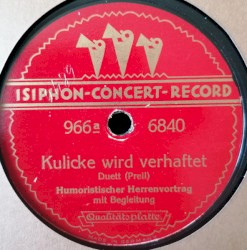 ISIPHON-CONCERT-RECORD
966a 6840
Kulicke wird verhaftet
Duett (Preil)
Humoristischer Herrenvortrag
mit Begleitung
Qualitätsplatte